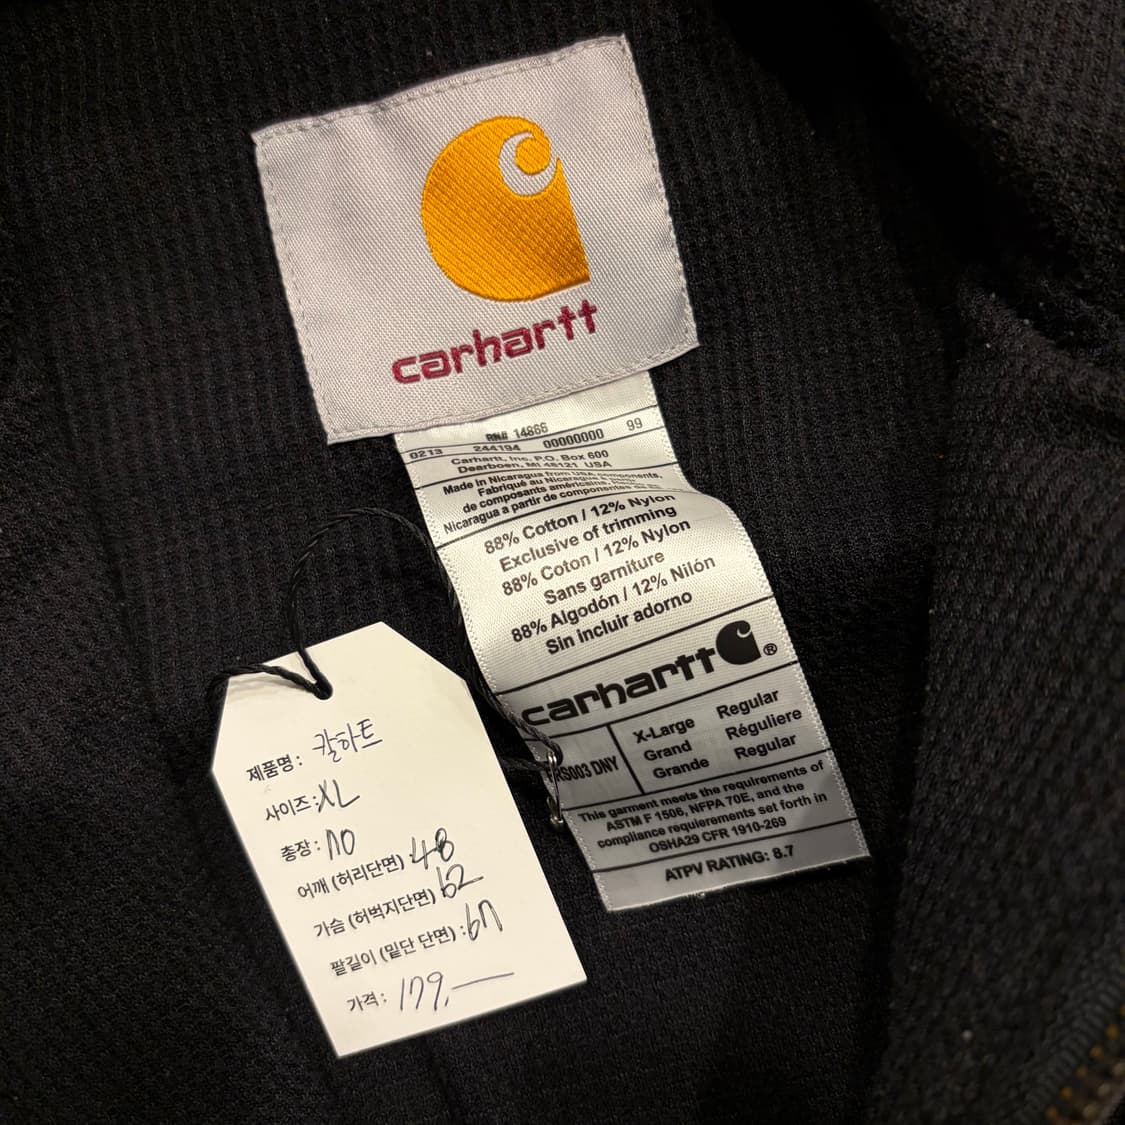 carhartt
RN# 14866
0213 244194 00000000 99
Carhartt, Inc. P.O. Box 600
Dearborn, MI 48121 USA
Made in Nicaragua from USA components,
Fabriqué au Nicaragua à
de composants américains,
Nicaragua a partir de componentes
88% Cotton / 12% Nylon
Exclusive of trimming
88% Coton / 12% Nylon
Sans garniture
88% Algodón / 12% Nilón
Sin incluir adorno
carhartt ®
X-Large Regular
Grand Réguliere
Grande Regular
FRS003 DNY
This garment meets the requirements of
ASTM F 1506, NFPA 70E, and the
compliance requierements set forth in
OSHA29 CFR 1910-269
ATPV RATING: 8.7
제품명: 칼하트
사이즈: XL
총장: 70
어깨 (허리단면) 48
가슴 (허벅지단면) 62
팔길이 (밑단 단면): 67
가격: 179,—